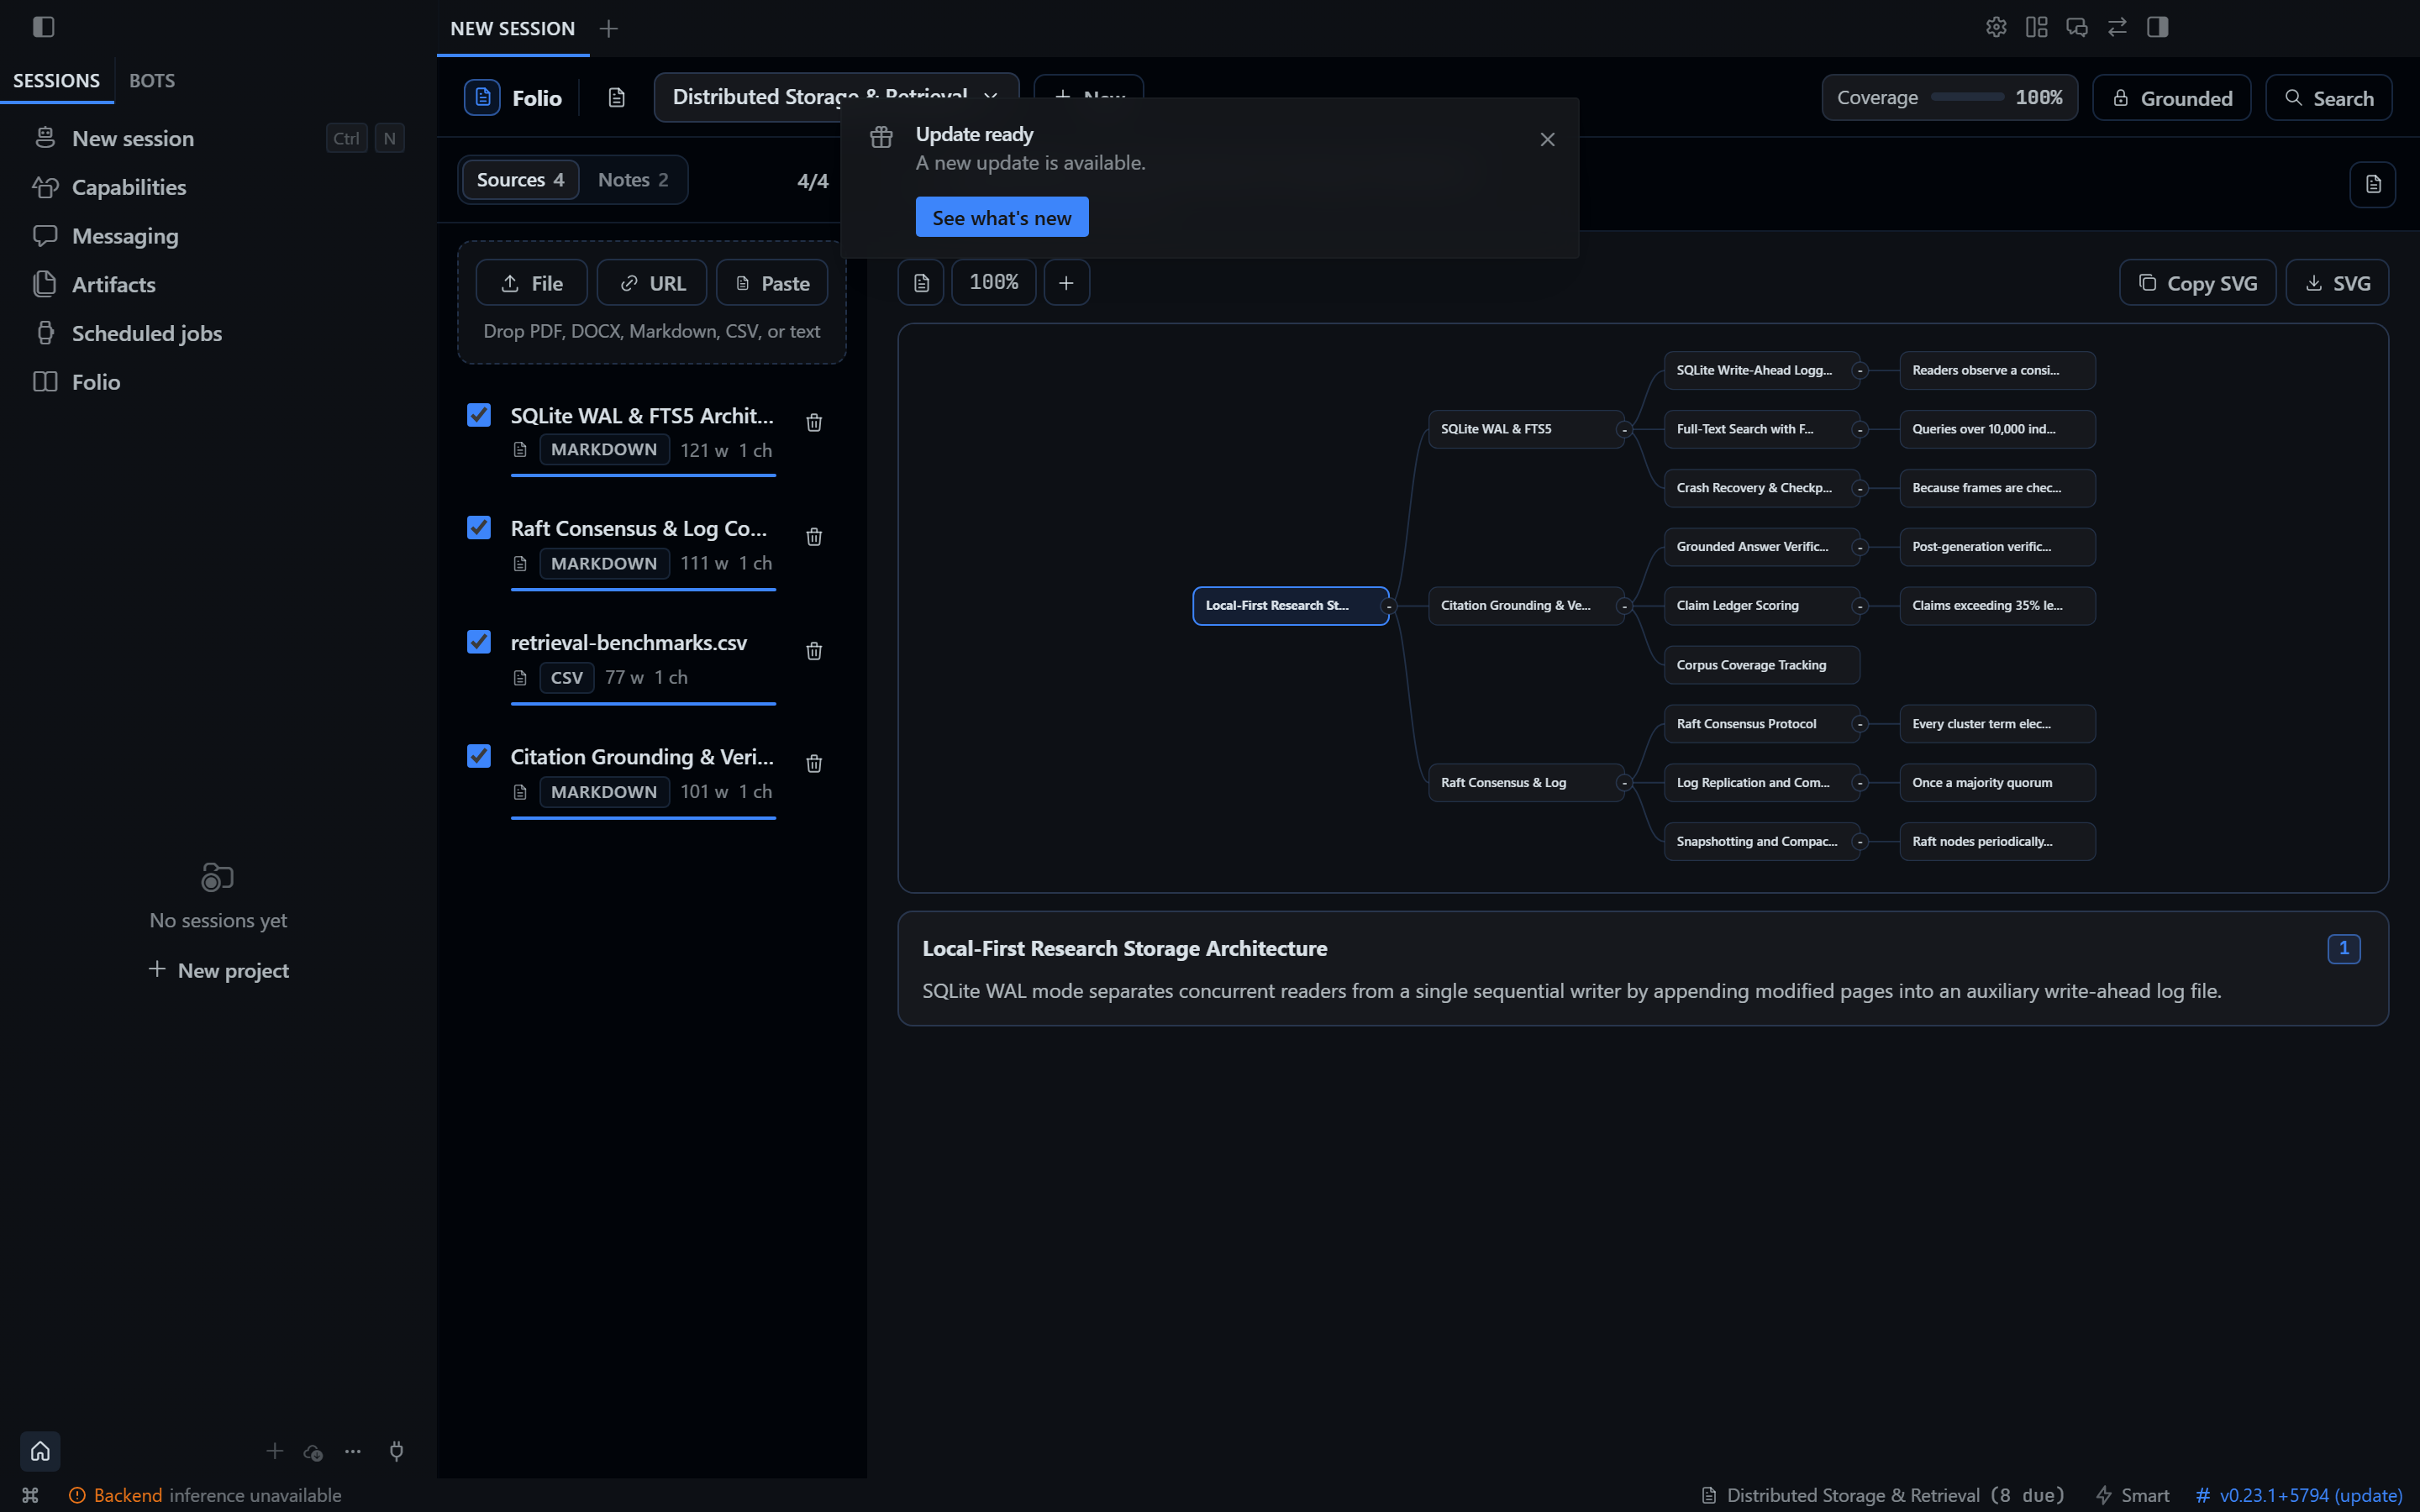 NEW SESSION
SESSIONS
BOTS
New session
Ctrl
N
Capabilities
Messaging
Artifacts
Scheduled jobs
Folio
No sessions yet
New project
Folio
Distributed Storage & Retrieval
New
Coverage
100%
Grounded
Search
Update ready
A new update is available.
See what's new
Sources 4
Notes 2
4/4
File
URL
Paste
Drop PDF, DOCX, Markdown, CSV, or text
SQLite WAL & FTS5 Archit...
MARKDOWN
121 w
1 ch
Raft Consensus & Log Co...
MARKDOWN
111 w
1 ch
retrieval-benchmarks.csv
CSV
77 w
1 ch
Citation Grounding & Veri...
MARKDOWN
101 w
1 ch
100%
Copy SVG
SVG
Local-First Research St...
SQLite WAL & FTS5
Citation Grounding & Ve...
Raft Consensus & Log
SQLite Write-Ahead Logg...
Readers observe a consi...
Full-Text Search with F...
Queries over 10,000 ind...
Crash Recovery & Checkp...
Because frames are chec...
Grounded Answer Verific...
Post-generation verific...
Claim Ledger Scoring
Claims exceeding 35% le...
Corpus Coverage Tracking
Raft Consensus Protocol
Every cluster term elec...
Log Replication and Com...
Once a majority quorum
Snapshotting and Compac...
Raft nodes periodically...
Local-First Research Storage Architecture
1
SQLite WAL mode separates concurrent readers from a single sequential writer by appending modified pages into an auxiliary write-ahead log file.
Backend inference unavailable
Distributed Storage & Retrieval (8 due)
Smart
# v0.23.1+5794 (update)